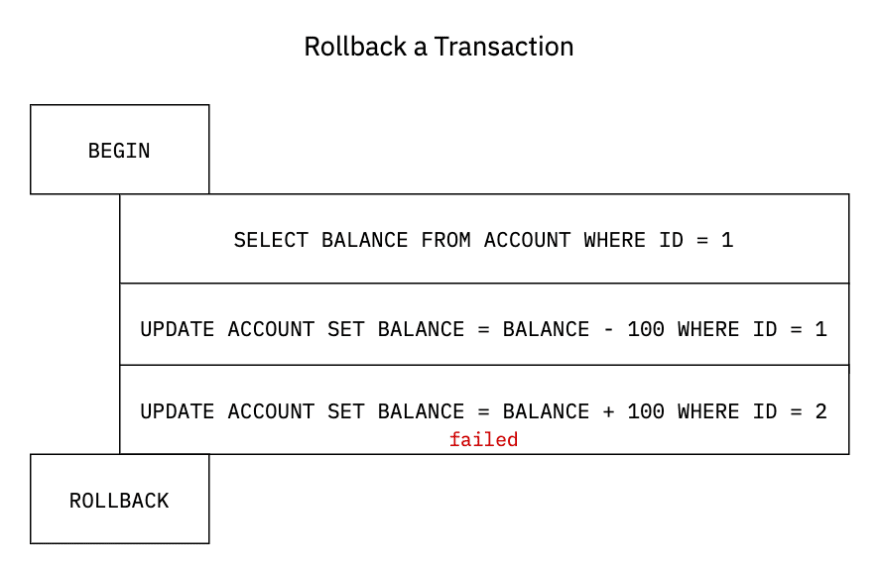 Rollback a Transaction
BEGIN
SELECT BALANCE FROM ACCOUNT WHERE ID = 1
UPDATE ACCOUNT SET BALANCE = BALANCE - 100 WHERE ID = 1
UPDATE ACCOUNT SET BALANCE = BALANCE + 100 WHERE ID = 2
failed
ROLLBACK